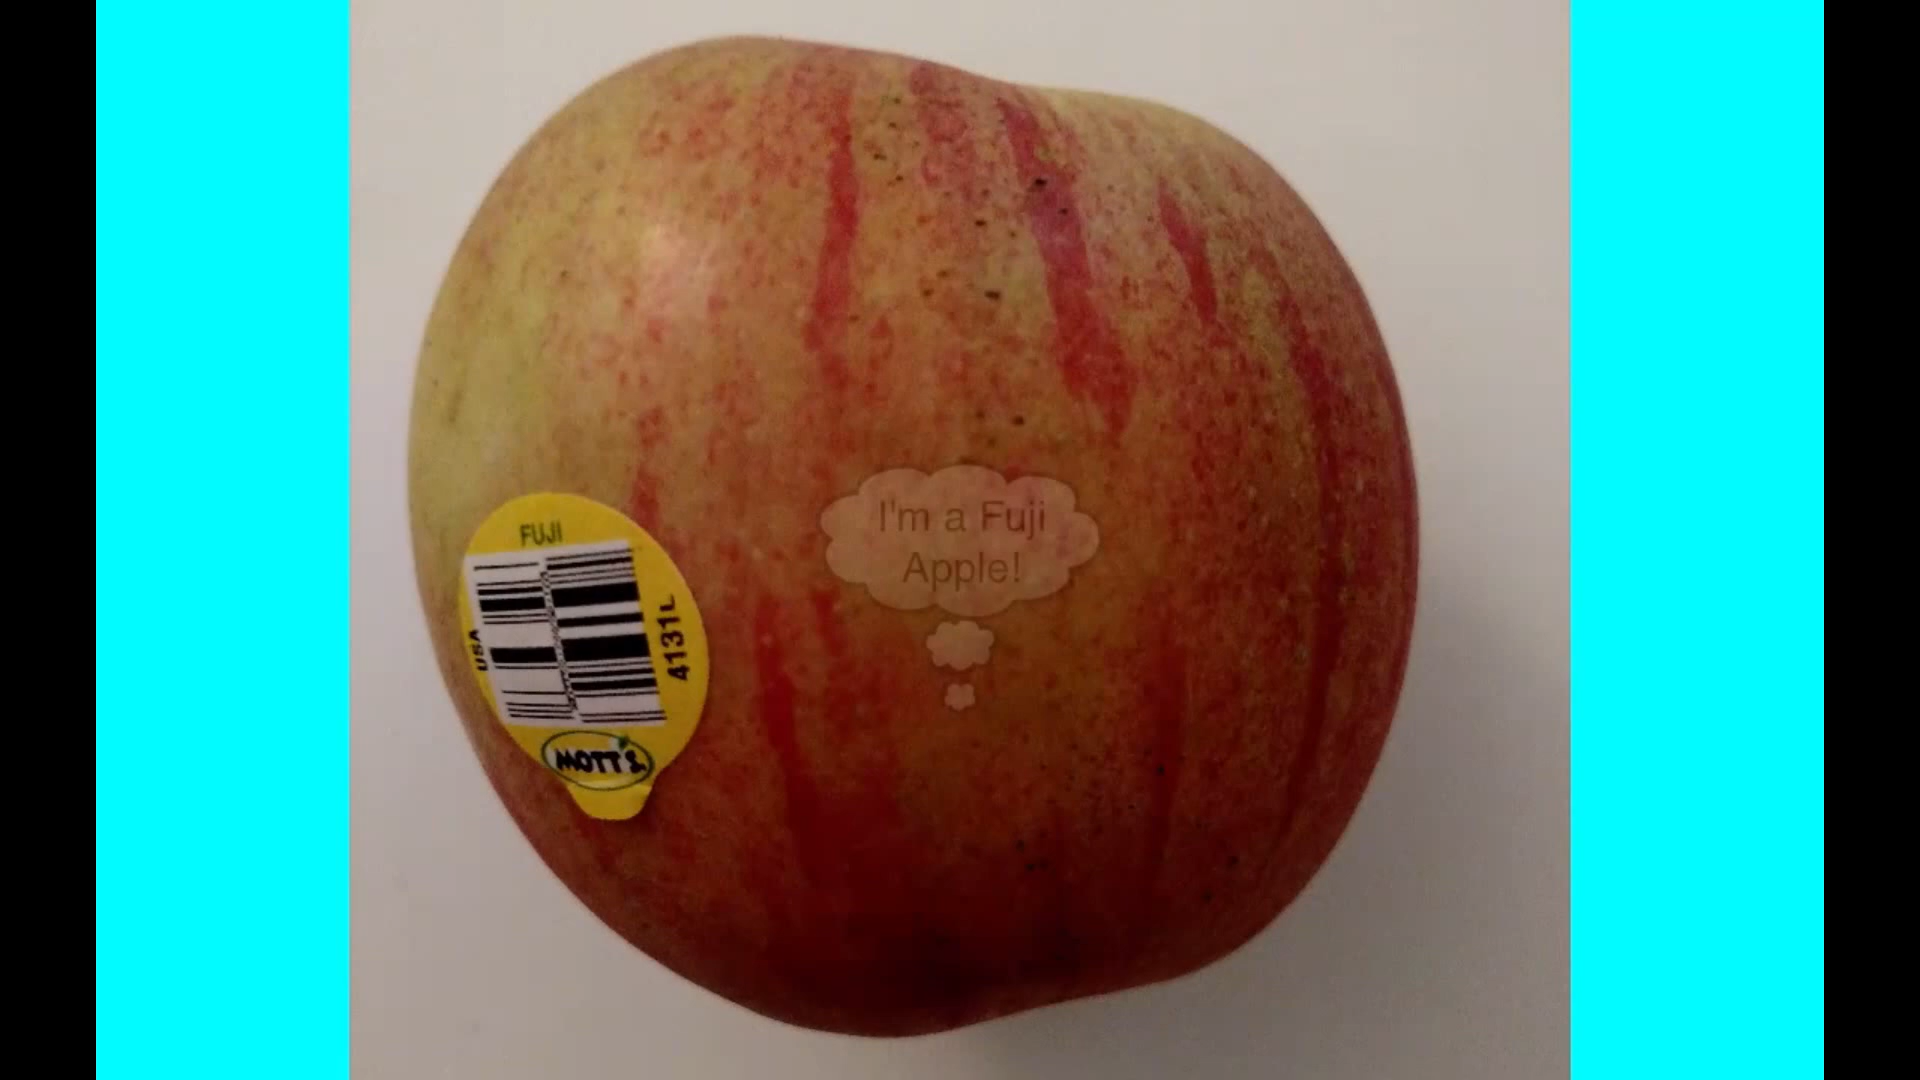 I'm a Fuji
Apple!
FUJI
USA
4131L
MOTT'S